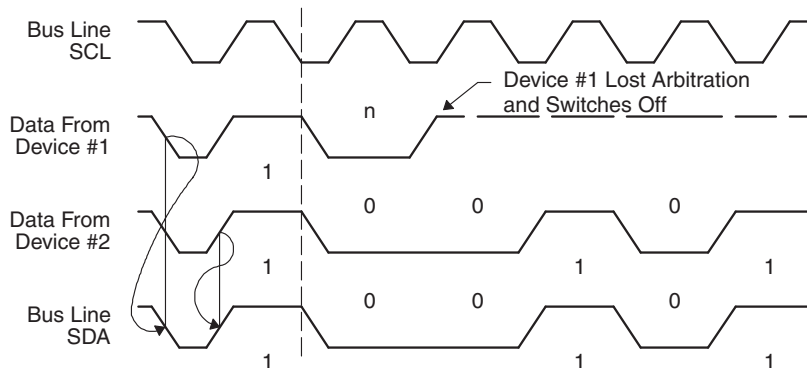 Bus Line
SCL
Device #1 Lost Arbitration
and Switches Off
n
Data From
Device #1
1
0 0 0
Data From
Device #2
1 1 1
0 0 0
Bus Line
SDA
1 1 1